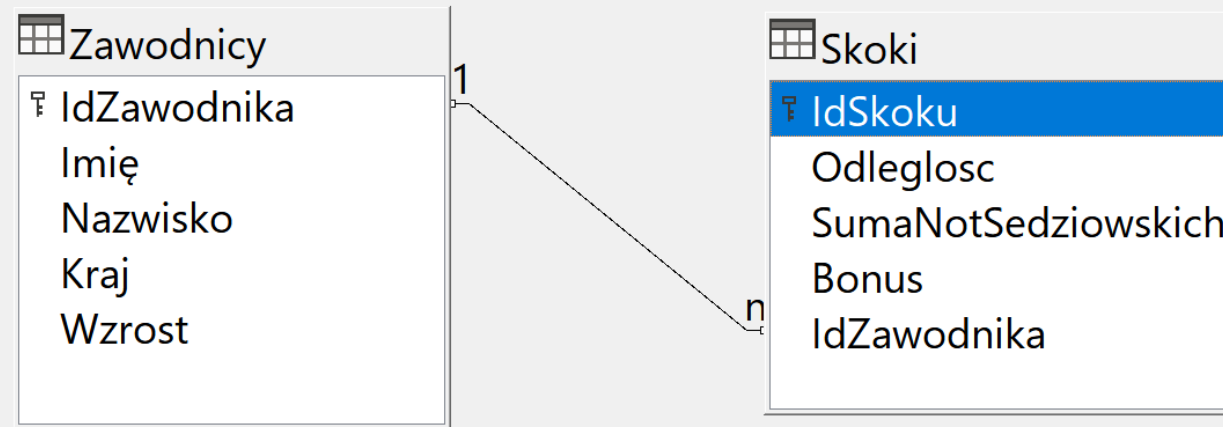 Zawodnicy
IdZawodnika
Imię
Nazwisko
Kraj
Wzrost
1
n
Skoki
IdSkoku
Odleglosc
SumaNotSedziowskich
Bonus
IdZawodnika